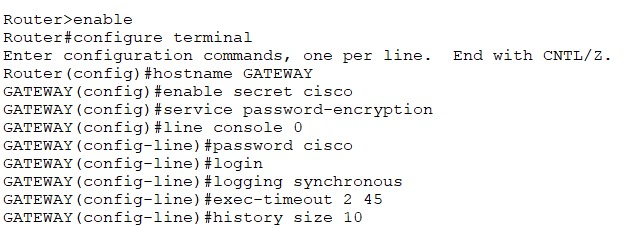 Router>enable
Router#configure terminal
Enter configuration commands, one per line.  End with CNTL/Z.
Router(config)#hostname GATEWAY
GATEWAY(config)#enable secret cisco
GATEWAY(config)#service password-encryption
GATEWAY(config)#line console 0
GATEWAY(config-line)#password cisco
GATEWAY(config-line)#login
GATEWAY(config-line)#logging synchronous
GATEWAY(config-line)#exec-timeout 2 45
GATEWAY(config-line)#history size 10